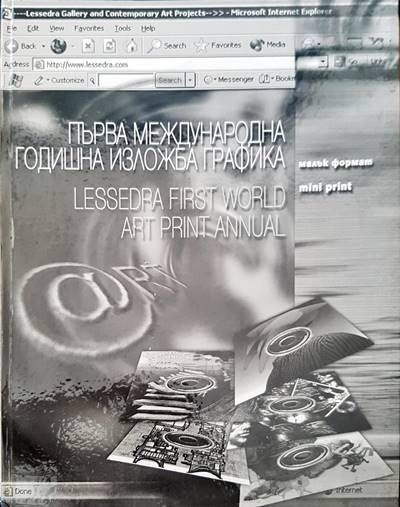 ----Lessedra Gallery and Contemporary Art Projects-->> - Microsoft Internet Explorer
File Edit View Favorites Tools Help
Back Search Favorites Media
Address http://www.lessedra.com Go
Customize Search Messenger Bookm
ПЪРВА МЕЖДУНАРОДНА
ГОДИШНА ИЗЛОЖБА ГРАФИКА
малък формат
mini print
LESSEDRA FIRST WORLD
ART PRINT ANNUAL
@RT
Done Internet